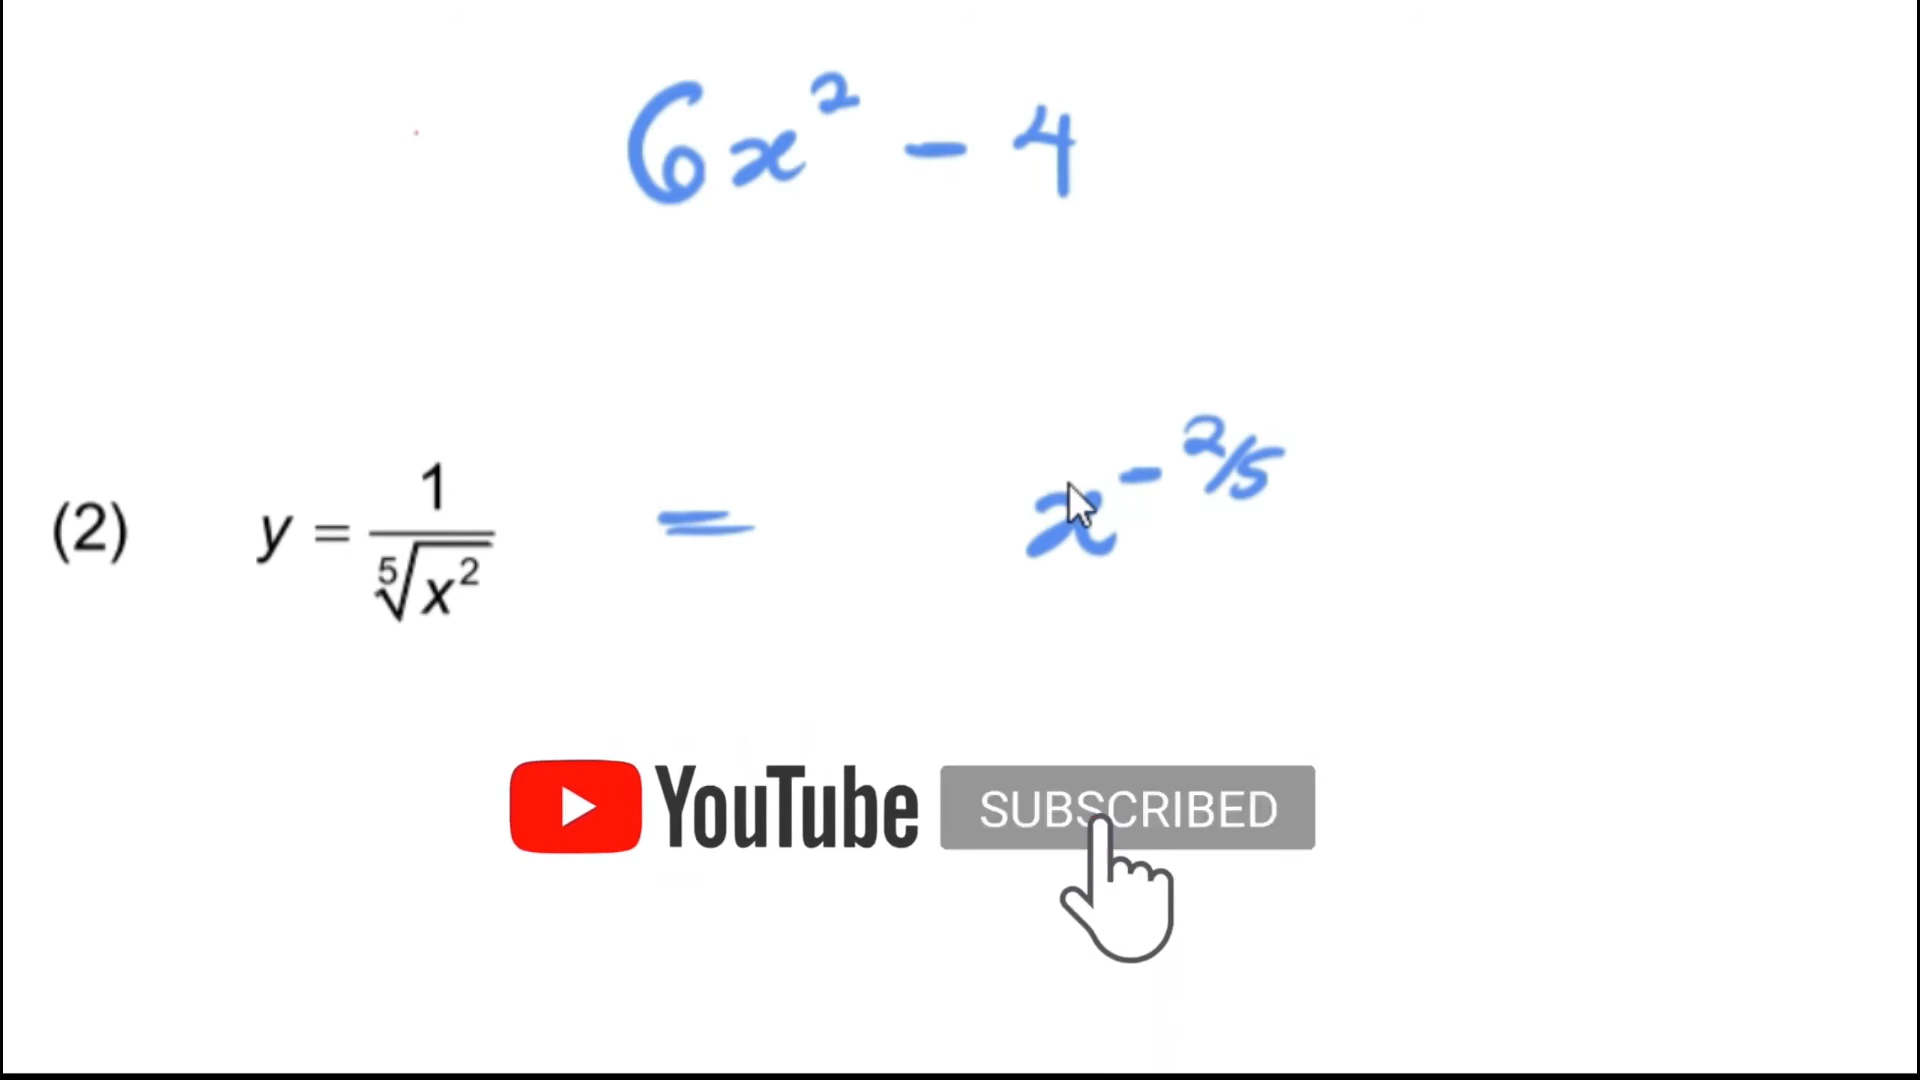 6x² - 4
(2) y = 1/⁵√x² = x^(-2/5)
YouTube SUBSCRIBED